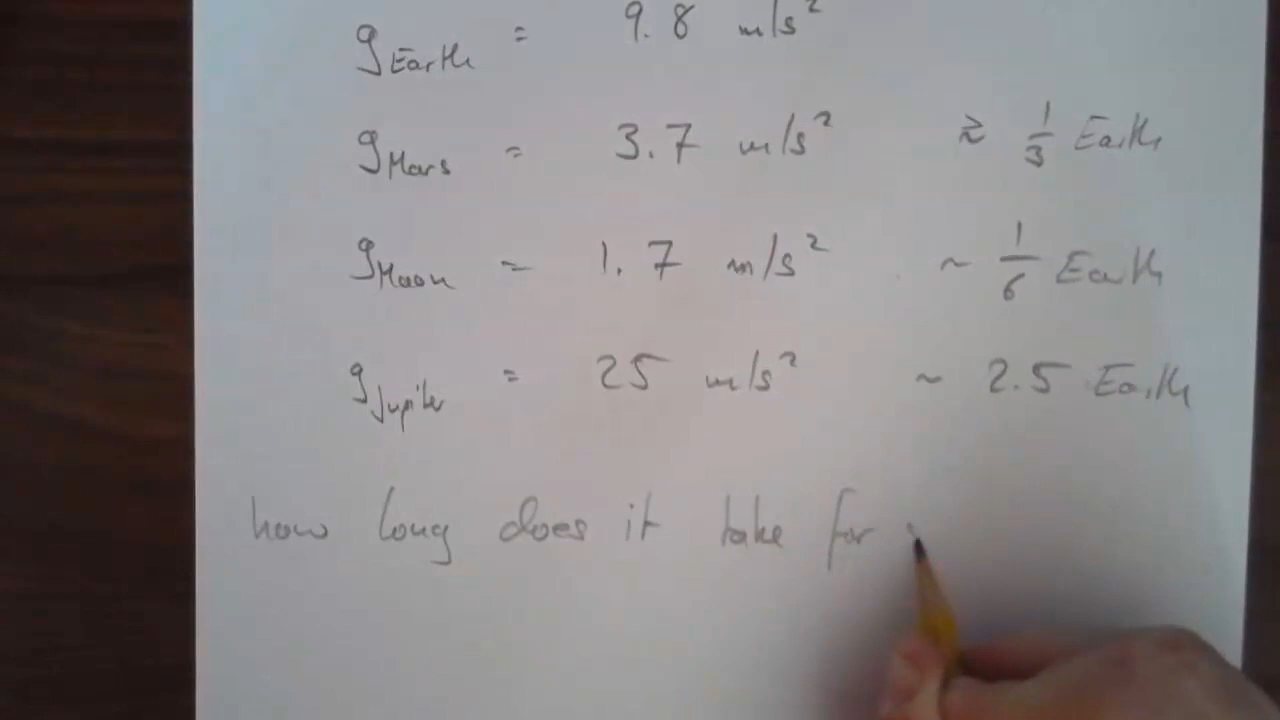 g Earth = 9.8 m/s²
g Mars = 3.7 m/s² ≈ 1/3 Earth
g Moon = 1.7 m/s² ~ 1/6 Earth
g Jupiter = 25 m/s² ~ 2.5 Earth
how long does it take for